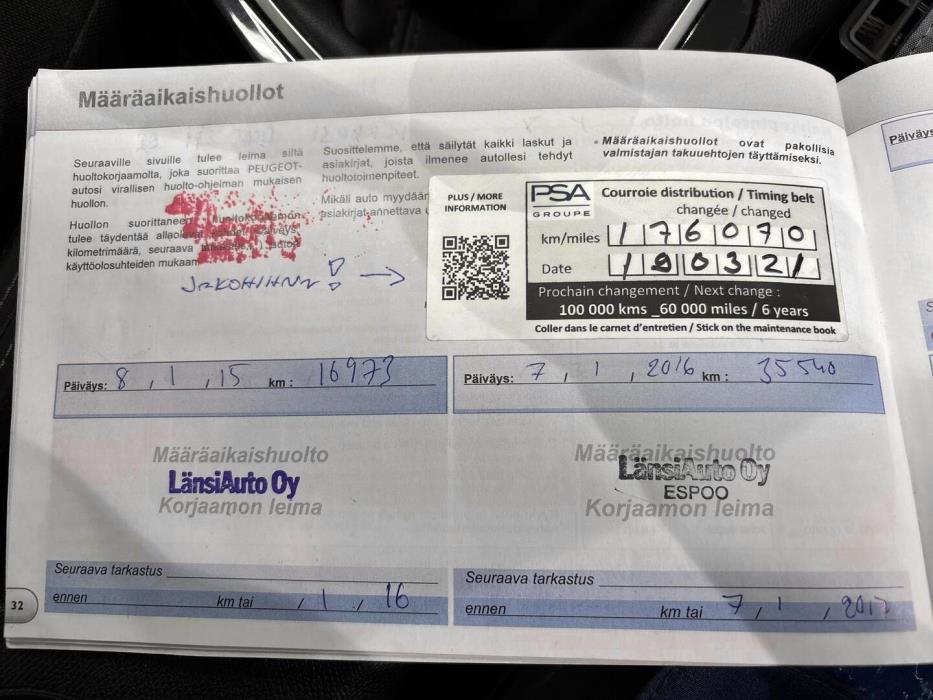 Määräaikaishuollot
Seuraaville sivuille tulee leima siltä
huoltokorjaamolta, joka suorittaa PEUGEOT-
autosi virallisen huolto-ohjelman mukaisen
huollon.
Huollon suorittaneen
tulee täydentää
kilometrimäärä, seuraava
käyttöolosuhteiden mukaan
Suosittelemme, että säilytät kaikki laskut ja
asiakirjat, joista ilmenee autollesi tehdyt
huoltotoimenpiteet.
Mikäli auto myydään
asiakirjat annettava
• Määräaikaishuollot ovat pakollisia
valmistajan takuuehtojen täyttämiseksi.
JAKOHIHNA! →
PLUS / MORE
INFORMATION
PSA
GROUPE
Courroie distribution / Timing belt
changée / changed
km/miles 176070
Date 190321
Prochain changement / Next change :
100 000 kms _60 000 miles / 6 years
Coller dans le carnet d'entretien / Stick on the maintenance book
Päiväys: 8 , 1 , 15 km : 16973
Määräaikaishuolto
LänsiAuto Oy
Korjaamon leima
Seuraava tarkastus
ennen km tai / 1 / 16
Päiväys: 7 , 1 , 2016 km : 35540
Määräaikaishuolto
LänsiAuto Oy
ESPOO
Korjaamon leima
Seuraava tarkastus
ennen km tai 7 , 1 , 2017
32
Päiväys